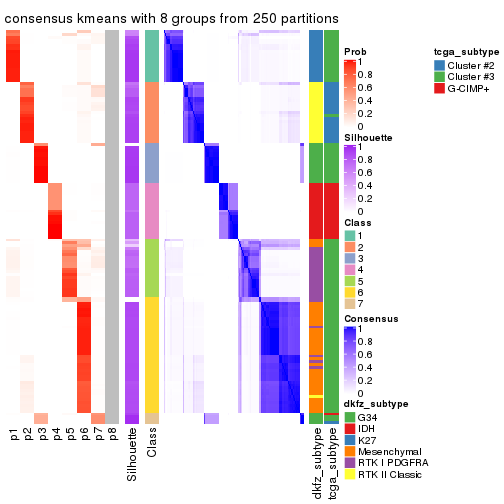 consensus kmeans with 8 groups from 250 partitions
Prob
1
0.8
0.6
0.4
0.2
0
Silhouette
1
0.8
0.6
0.4
0.2
0
Class
1
2
3
4
5
6
7
Consensus
1
0.8
0.6
0.4
0.2
0
dkfz_subtype
G34
IDH
K27
Mesenchymal
RTK I PDGFRA
RTK II Classic
tcga_subtype
Cluster #2
Cluster #3
G-CIMP+
p1
p2
p3
p4
p5
p6
p7
p8
Silhouette
Class
dkfz_subtype
tcga_subtype